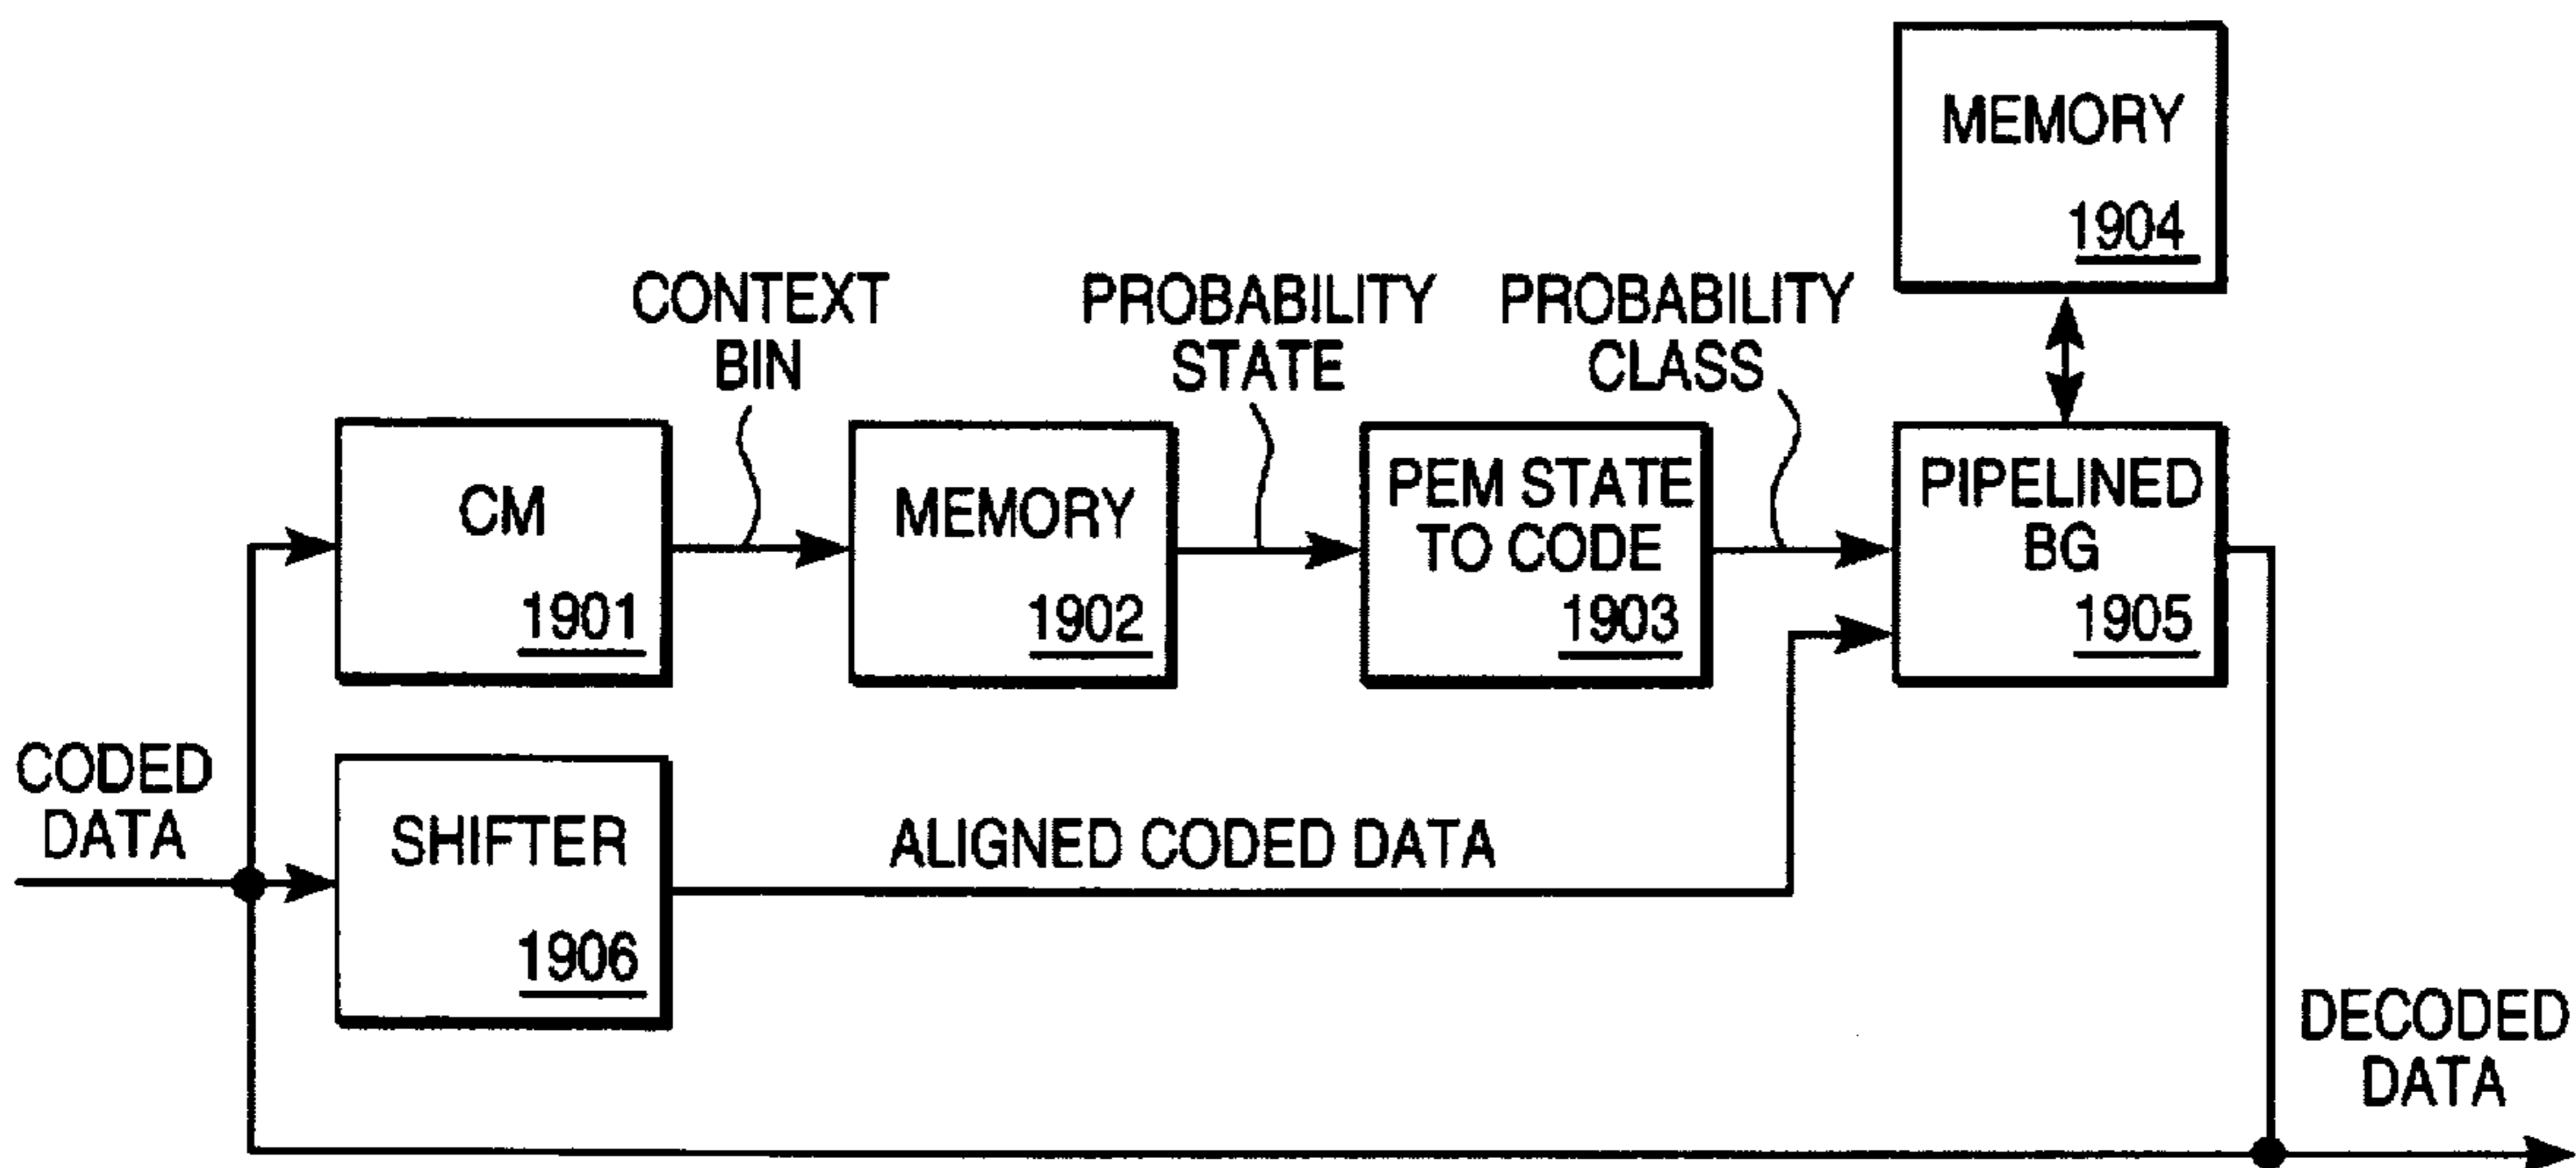 MEMORY
1904
CONTEXT
BIN
PROBABILITY
STATE
PROBABILITY
CLASS
CM
1901
MEMORY
1902
PEM STATE
TO CODE
1903
PIPELINED
BG
1905
CODED
DATA
SHIFTER
1906
ALIGNED CODED DATA
DECODED
DATA